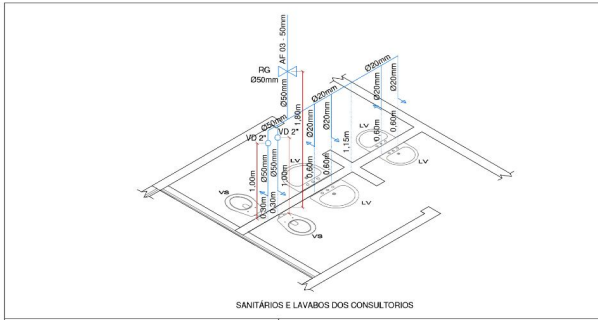 AF 03 - 50mm
RG
Ø50mm
Ø50mm
1,80m
Ø20mm
Ø20mm
Ø20mm
Ø20mm
Ø50mm
VD 2"
VD 2"
Ø20mm
Ø20mm
LV
1,15m
0,60m
0,60m
LV
1,00m
Ø50mm
Ø50mm
1,00m
LV
0,60m
0,60m
LV
VS
0,30m
0,30m
VS
SANITÁRIOS E LAVABOS DOS CONSULTORIOS